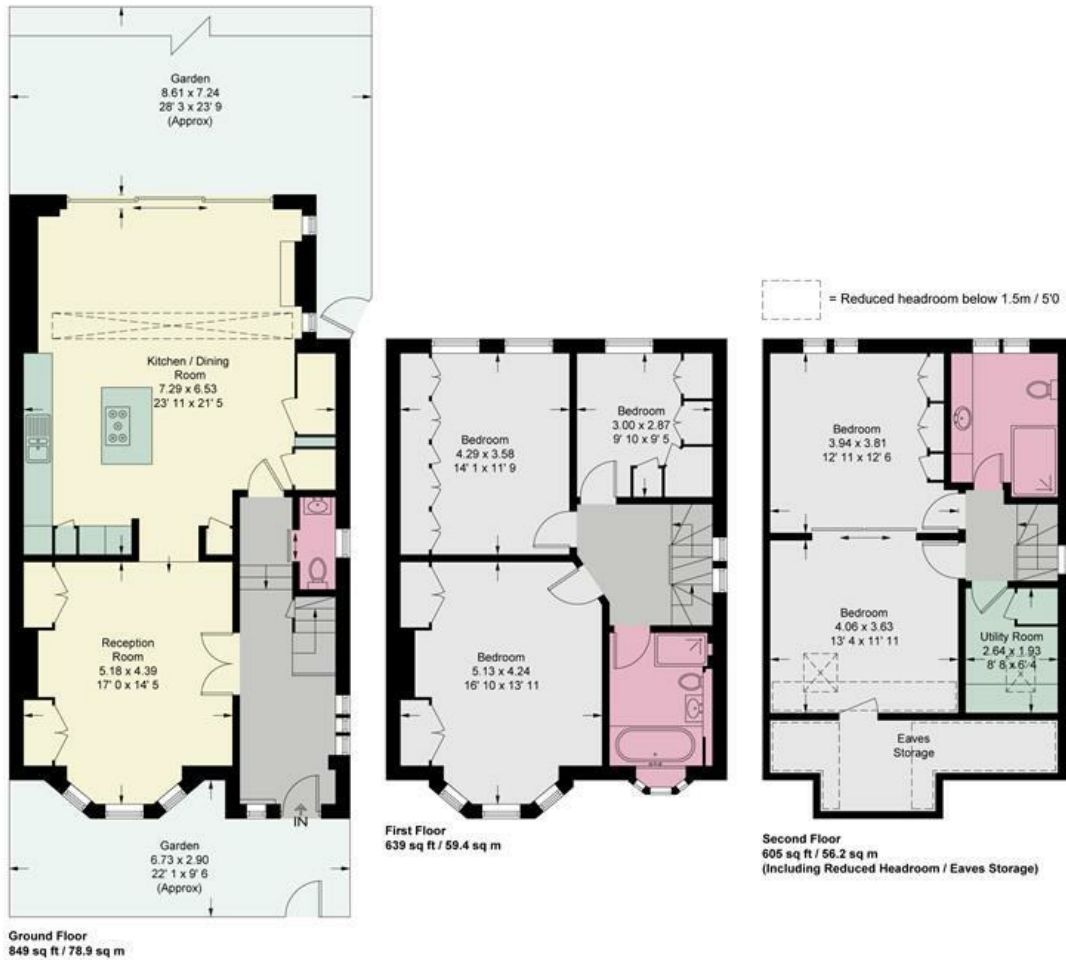 Garden
8.61 x 7.24
28' 3 x 23' 9
(Approx)
Kitchen / Dining
Room
7.29 x 6.53
23' 11 x 21' 5
Reception
Room
5.18 x 4.39
17' 0 x 14' 5
IN
Garden
6.73 x 2.90
22' 1 x 9' 6
(Approx)
Ground Floor
849 sq ft / 78.9 sq m
Bedroom
4.29 x 3.58
14' 1 x 11' 9
Bedroom
3.00 x 2.87
9' 10 x 9' 5
Bedroom
5.13 x 4.24
16' 10 x 13' 11
First Floor
639 sq ft / 59.4 sq m
= Reduced headroom below 1.5m / 5'0
Bedroom
3.94 x 3.81
12' 11 x 12' 6
Bedroom
4.06 x 3.63
13' 4 x 11' 11
Utility Room
2.64 x 1.93
8' 8 x 6' 4
Eaves
Storage
Second Floor
605 sq ft / 56.2 sq m
(Including Reduced Headroom / Eaves Storage)